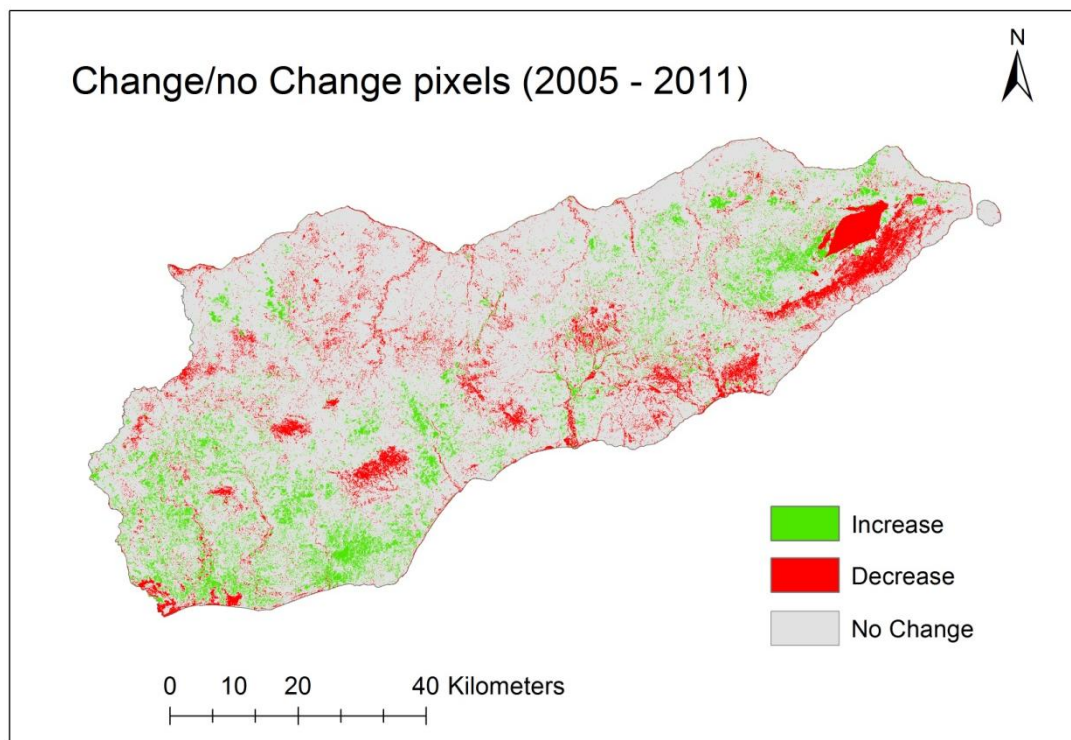 N
Change/no Change pixels (2005 - 2011)
Increase
Decrease
No Change
0 10 20 40 Kilometers